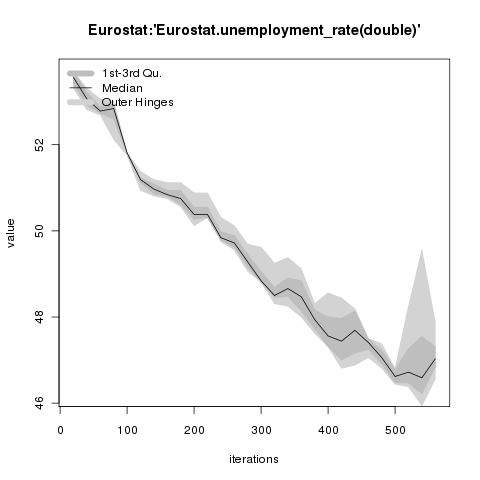 Eurostat:'Eurostat.unemployment_rate(double)'
1st-3rd Qu.
Median
Outer Hinges
value
52
50
48
46
0 100 200 300 400 500
iterations